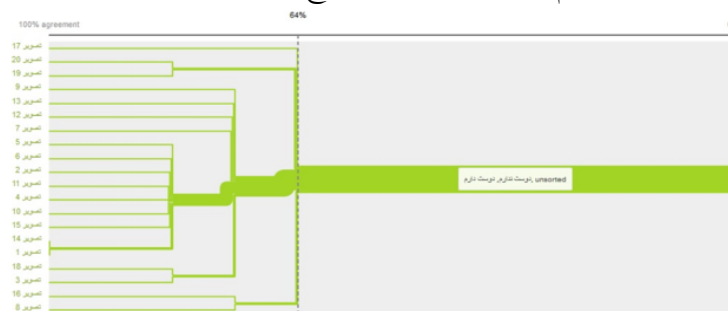 64%
100% agreement
تصویر 17
تصویر 20
تصویر 19
تصویر 9
تصویر 13
تصویر 12
تصویر 7
تصویر 5
تصویر 6
تصویر 2
تصویر 11
تصویر 4
تصویر 10
تصویر 15
تصویر 14
تصویر 1
تصویر 18
تصویر 3
تصویر 16
تصویر 8
دوست ندارم, دوست دارم, unsorted